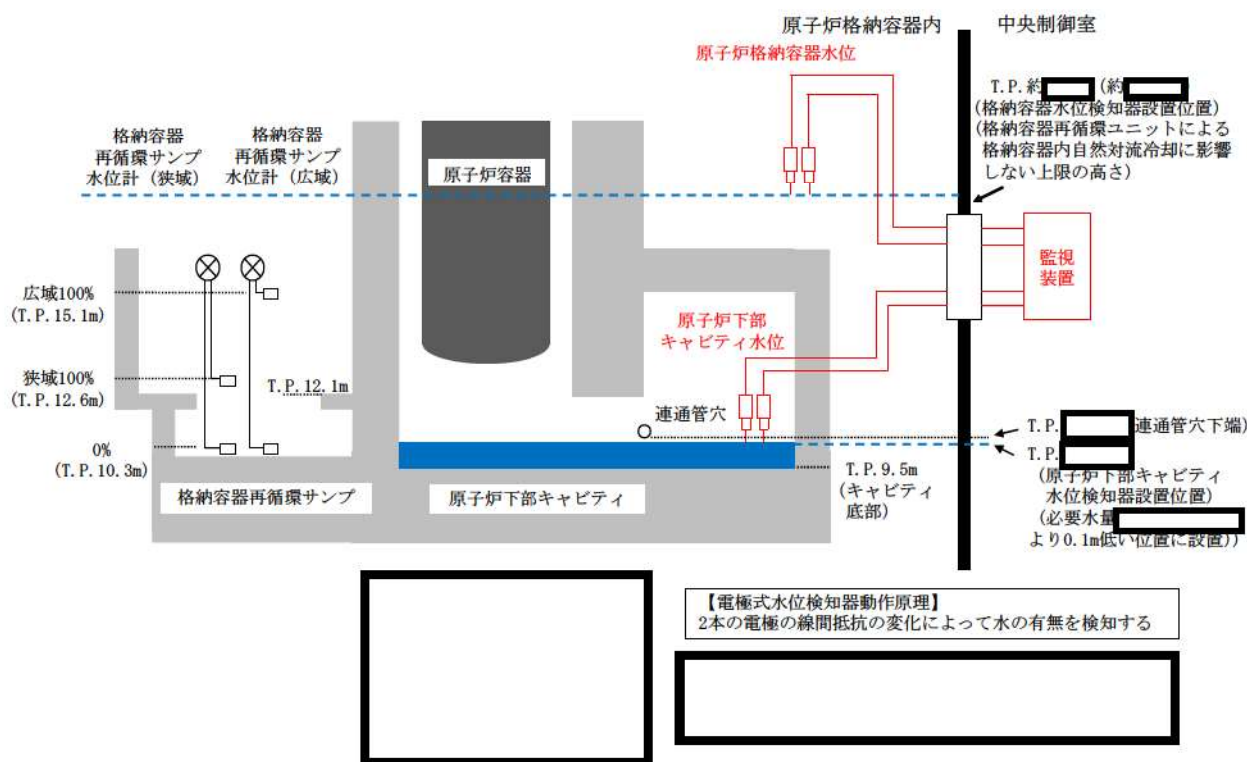 原子炉格納容器内
中央制御室
原子炉格納容器水位
T.P.約 (約
(格納容器水位検知器設置位置)
(格納容器再循環ユニットによる
格納容器内自然対流冷却に影響
しない上限の高さ)
格納容器
再循環サンプ
水位計（狭域）
格納容器
再循環サンプ
水位計（広域）
原子炉容器
監視
装置
広域100%
(T.P.15.1m)
原子炉下部
キャビティ水位
狭域100%
(T.P.12.6m)
T.P.12.1m
連通管穴
T.P. 連通管穴下端)
0%
(T.P.10.3m)
T.P.
(原子炉下部キャビティ
水位検知器設置位置)
(必要水量
より0.1m低い位置に設置))
T.P.9.5m
(キャビティ
底部)
格納容器再循環サンプ
原子炉下部キャビティ
【電極式水位検知器動作原理】
2本の電極の線間抵抗の変化によって水の有無を検知する